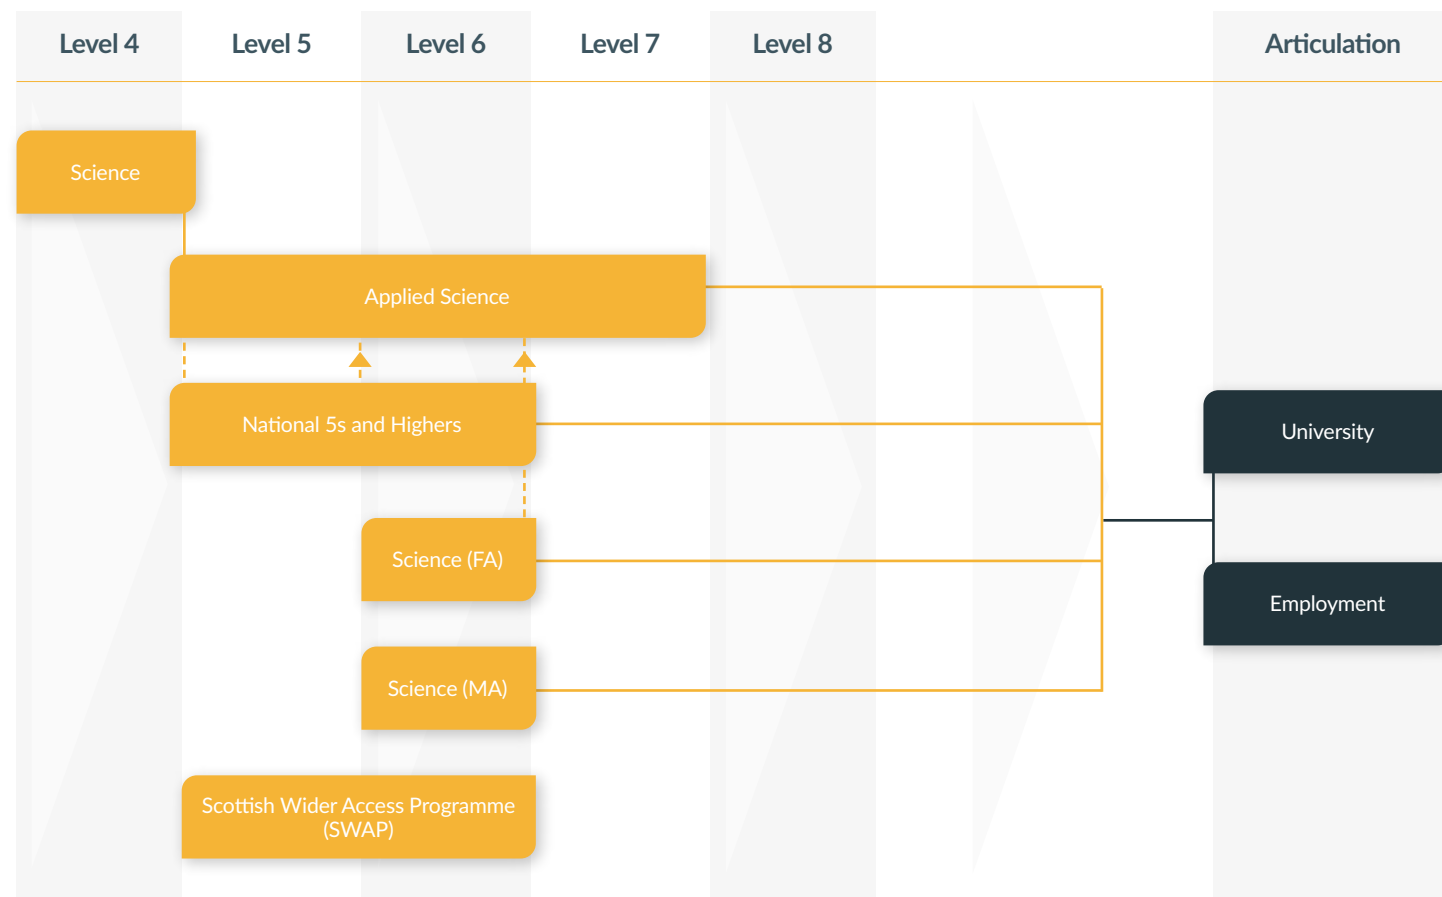 Level 4
Level 5
Level 6
Level 7
Level 8
Articulation
Science
Applied Science
National 5s and Highers
University
Science (FA)
Employment
Science (MA)
Scottish Wider Access Programme
(SWAP)